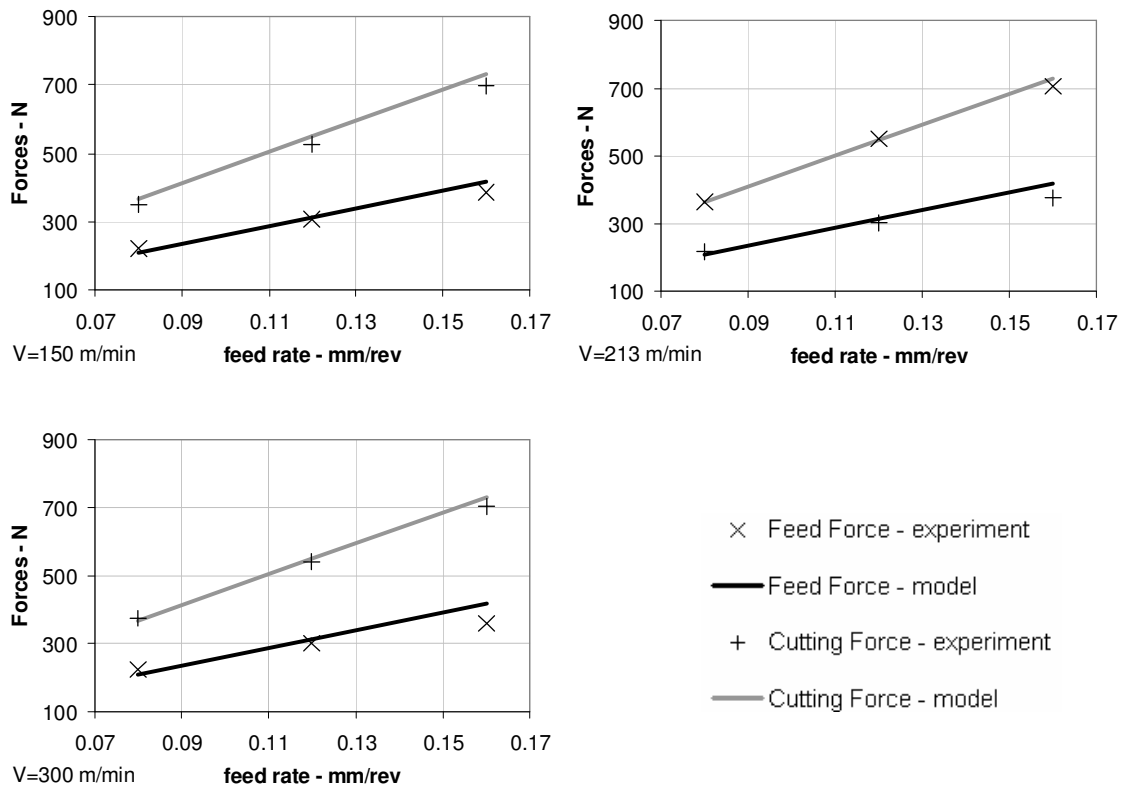 900
700
500
300
100
Forces - N
0.07 0.09 0.11 0.13 0.15 0.17
V=150 m/min feed rate - mm/rev
900
700
500
300
100
Forces - N
0.07 0.09 0.11 0.13 0.15 0.17
V=213 m/min feed rate - mm/rev
900
700
500
300
100
Forces - N
0.07 0.09 0.11 0.13 0.15 0.17
V=300 m/min feed rate - mm/rev
Feed Force - experiment
Feed Force - model
Cutting Force - experiment
Cutting Force - model